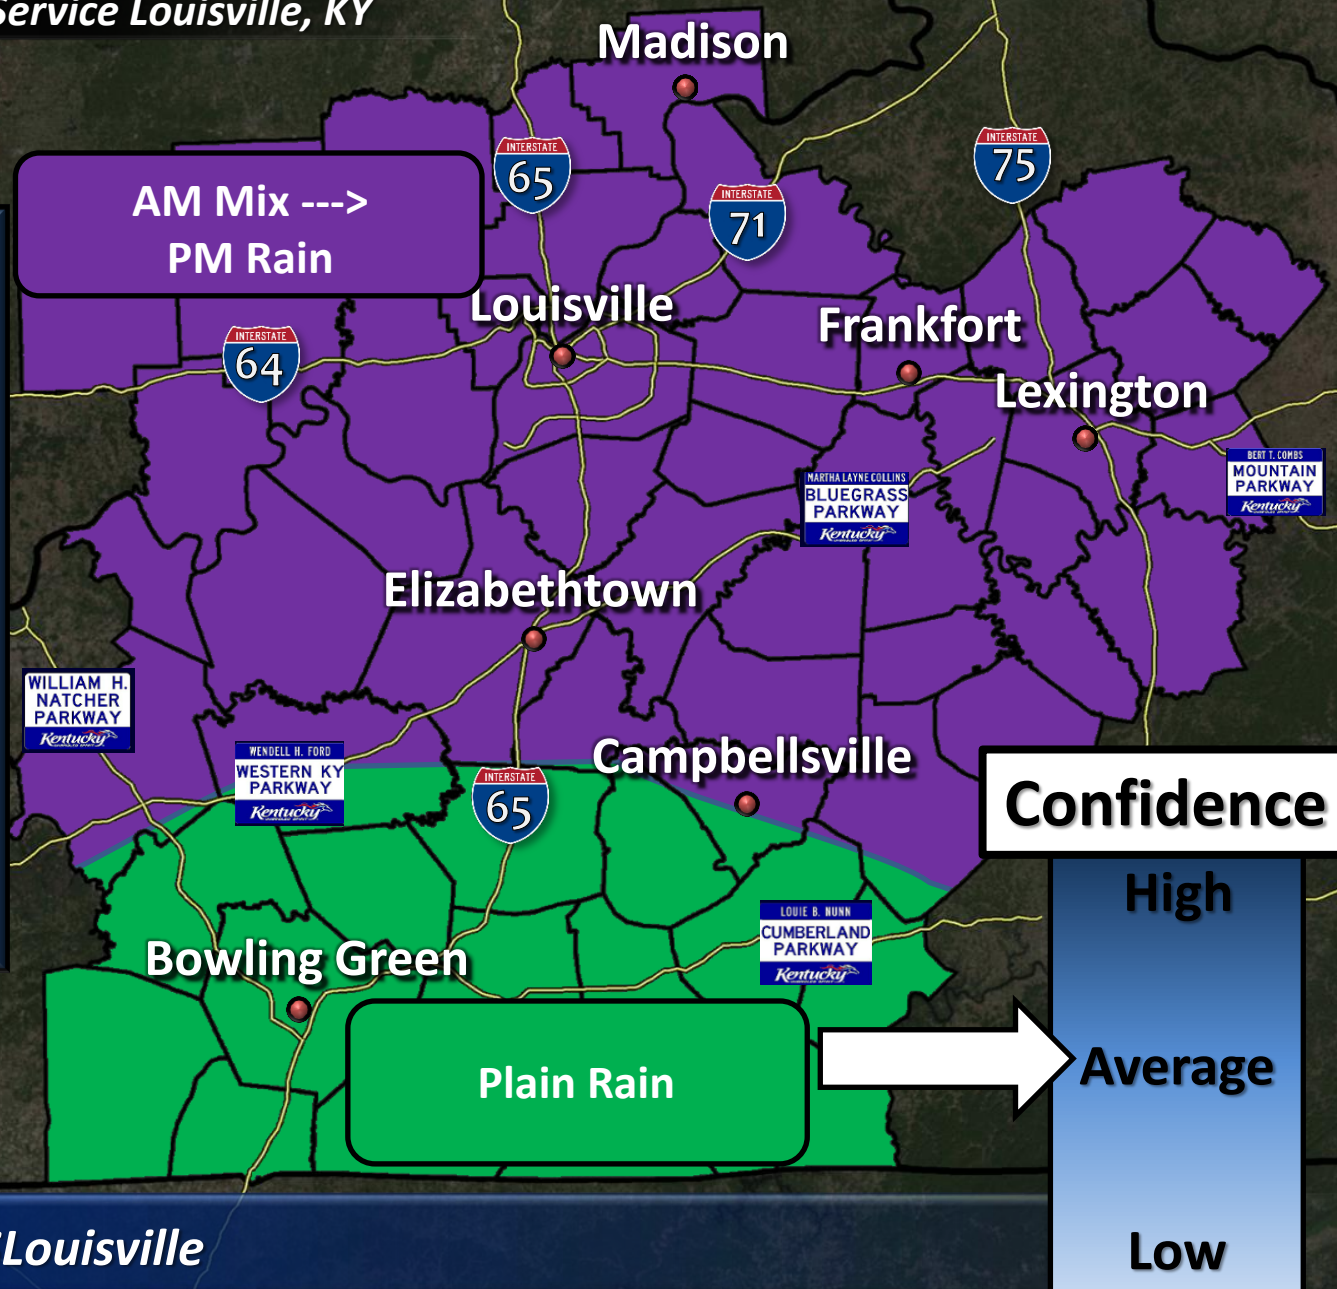 Service Louisville, KY
Madison
INTERSTATE
65
INTERSTATE
75
INTERSTATE
71
AM Mix --->
PM Rain
Louisville
Frankfort
INTERSTATE
64
Lexington
BERT T. COMBS
MOUNTAIN
PARKWAY
Kentucky
MARTHA LAYNE COLLINS
BLUEGRASS
PARKWAY
Kentucky
Elizabethtown
WILLIAM H.
NATCHER
PARKWAY
Kentucky
WENDELL H. FORD
WESTERN KY
PARKWAY
Kentucky
Campbellsville
INTERSTATE
65
Confidence
High
LOUIE B. NUNN
CUMBERLAND
PARKWAY
Kentucky
Bowling Green
Plain Rain
Average
Louisville
Low